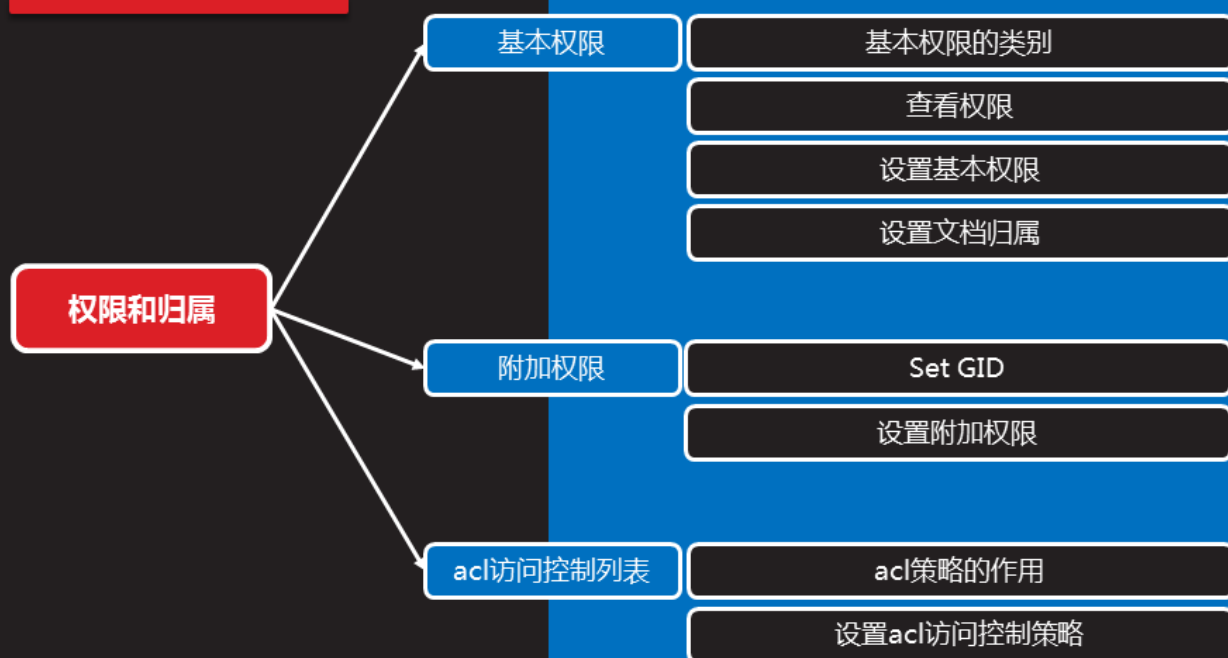 权限和归属
基本权限
基本权限的类别
查看权限
设置基本权限
设置文档归属
附加权限
Set GID
设置附加权限
acl访问控制列表
acl策略的作用
设置acl访问控制策略